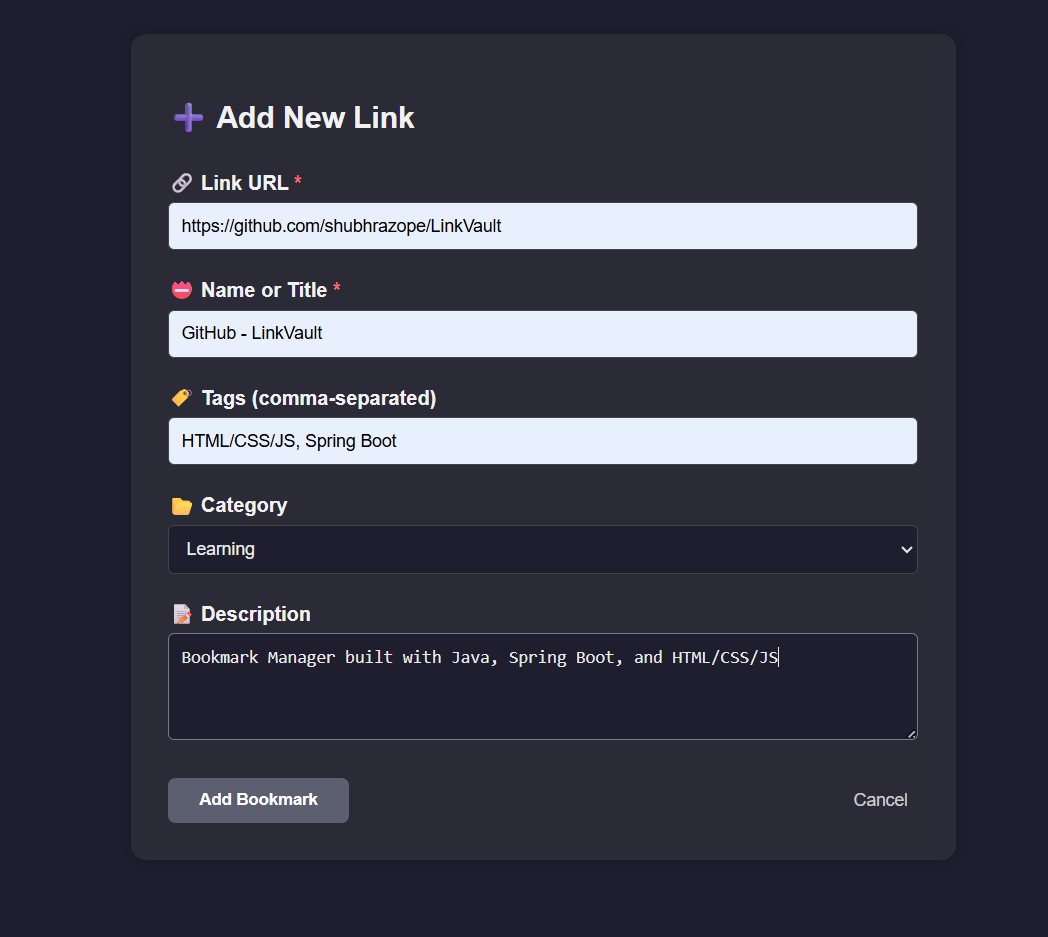 Add New Link
Link URL *
https://github.com/shubhrazope/LinkVault
Name or Title *
GitHub - LinkVault
Tags (comma-separated)
HTML/CSS/JS, Spring Boot
Category
Learning
Description
Bookmark Manager built with Java, Spring Boot, and HTML/CSS/JS
Add Bookmark
Cancel